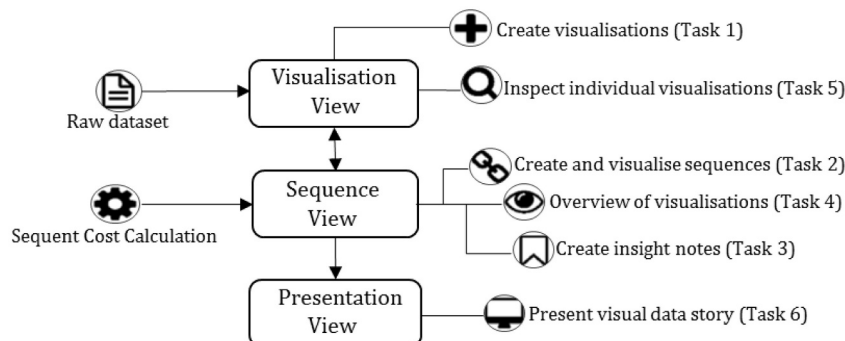 Create visualisations (Task 1)
Visualisation
View
Inspect individual visualisations (Task 5)
Raw dataset
Create and visualise sequences (Task 2)
Sequence
View
Overview of visualisations (Task 4)
Sequent Cost Calculation
Create insight notes (Task 3)
Presentation
View
Present visual data story (Task 6)